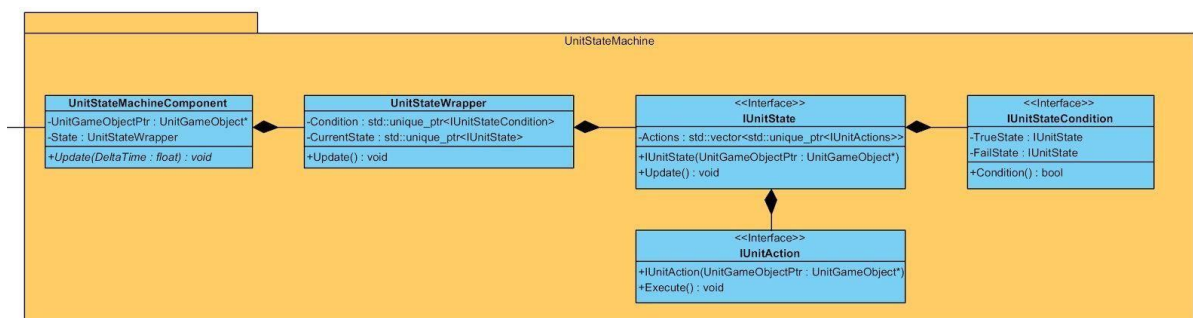 UnitStateMachine
UnitStateMachineComponent
-UnitGameObjectPtr : UnitGameObject*
-State : UnitStateWrapper
+Update(DeltaTime : float) : void
UnitStateWrapper
-Condition : std::unique_ptr<IUnitStateCondition>
-CurrentState : std::unique_ptr<IUnitState>
+Update() : void
<<Interface>>
IUnitState
-Actions : std::vector<std::unique_ptr<IUnitActions>>
+IUnitState(UnitGameObjectPtr : UnitGameObject*)
+Update() : void
<<Interface>>
IUnitStateCondition
-TrueState : IUnitState
-FailState : IUnitState
+Condition() : bool
<<Interface>>
IUnitAction
+IUnitAction(UnitGameObjectPtr : UnitGameObject*)
+Execute() : void